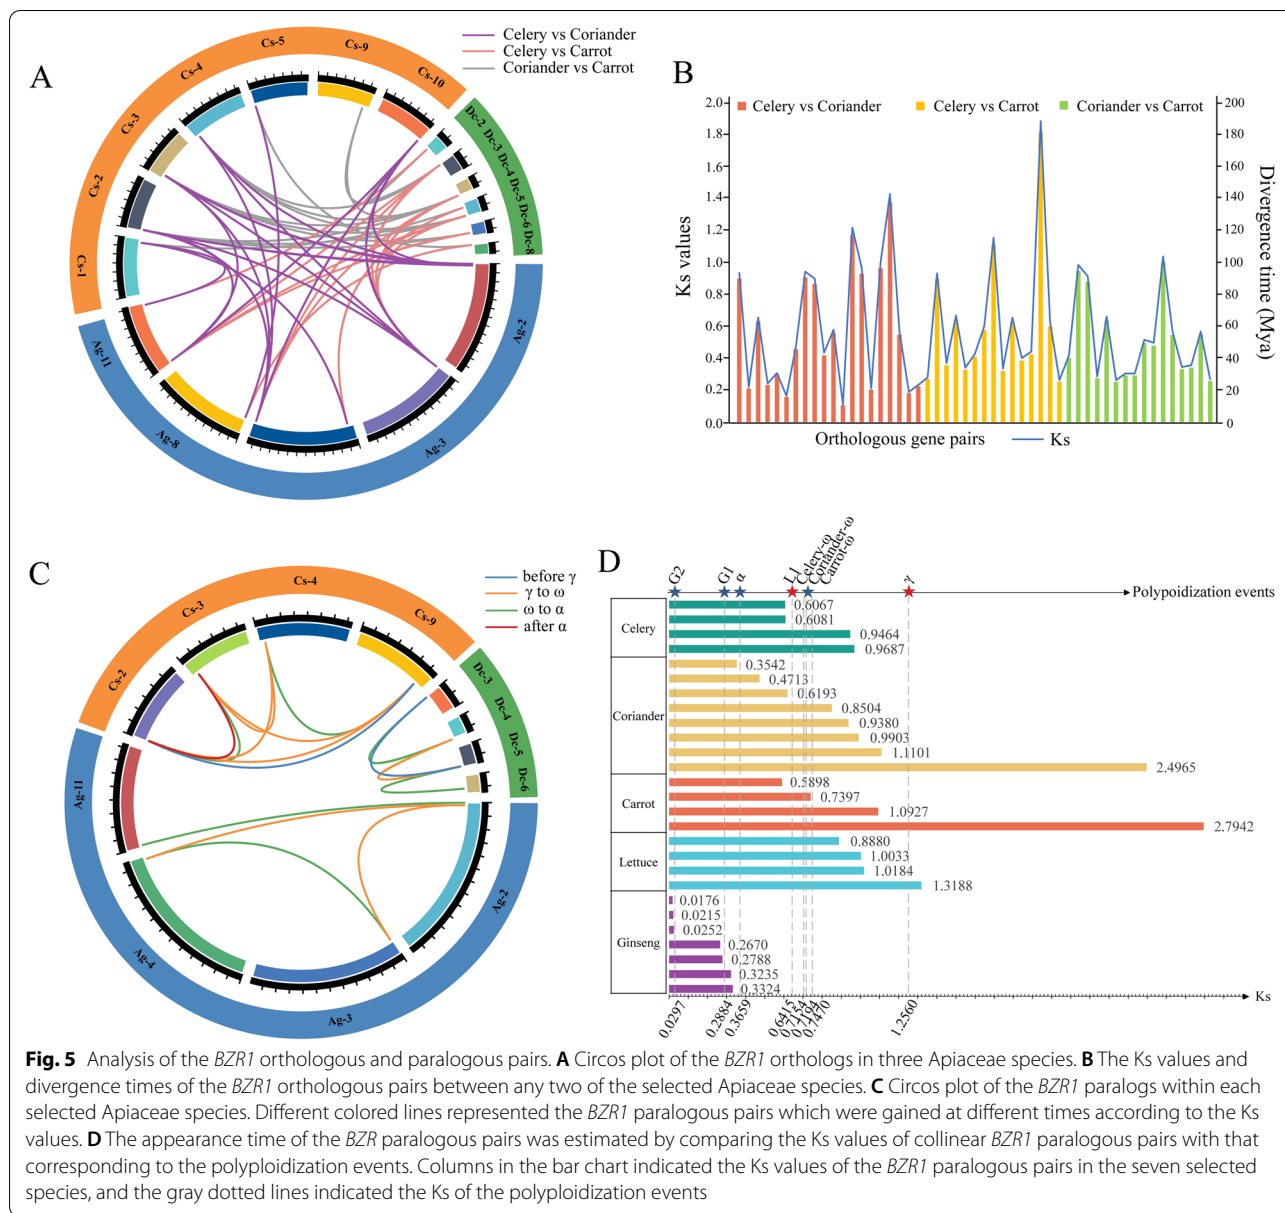 A
Celery vs Coriander
Celery vs Carrot
Coriander vs Carrot
Cs-1
Cs-2
Cs-3
Cs-4
Cs-5
Cs-9
Cs-10
Dc-2
Dc-3
Dc-4
Dc-5
Dc-6
Dc-8
Ag-2
Ag-3
Ag-8
Ag-11
B
Celery vs Coriander Celery vs Carrot Coriander vs Carrot
Ks values
2.0
1.8
1.6
1.4
1.2
1.0
0.8
0.6
0.4
0.2
0.0
200
180
160
140
120
100
80
60
40
20
0
Divergence time (Mya)
Orthologous gene pairs Ks
C
before γ
γ to ω
ω to α
after α
Cs-2
Cs-3
Cs-4
Cs-9
Dc-3
Dc-4
Dc-5
Dc-6
Ag-2
Ag-3
Ag-4
Ag-11
D
G2
G1
α
L1
Celery-ω
Coriander-ω
Carrot-ω
γ
Polypoidization events
Celery
0.6067
0.6081
0.9464
0.9687
Coriander
0.3542
0.4713
0.6193
0.8504
0.9380
0.9903
1.1101
2.4965
Carrot
0.5898
0.7397
1.0927
2.7942
Lettuce
0.8880
1.0033
1.0184
1.3188
Ginseng
0.0176
0.0215
0.0252
0.2670
0.2788
0.3235
0.3324
Ks
0.0297
0.2884
0.3659
0.6415
0.7154
0.7194
0.7470
1.2560
Fig. 5 Analysis of the BZR1 orthologous and paralogous pairs. A Circos plot of the BZR1 orthologs in three Apiaceae species. B The Ks values and
divergence times of the BZR1 orthologous pairs between any two of the selected Apiaceae species. C Circos plot of the BZR1 paralogs within each
selected Apiaceae species. Different colored lines represented the BZR1 paralogous pairs which were gained at different times according to the Ks
values. D The appearance time of the BZR paralogous pairs was estimated by comparing the Ks values of collinear BZR1 paralogous pairs with that
corresponding to the polyploidization events. Columns in the bar chart indicated the Ks values of the BZR1 paralogous pairs in the seven selected
species, and the gray dotted lines indicated the Ks of the polyploidization events